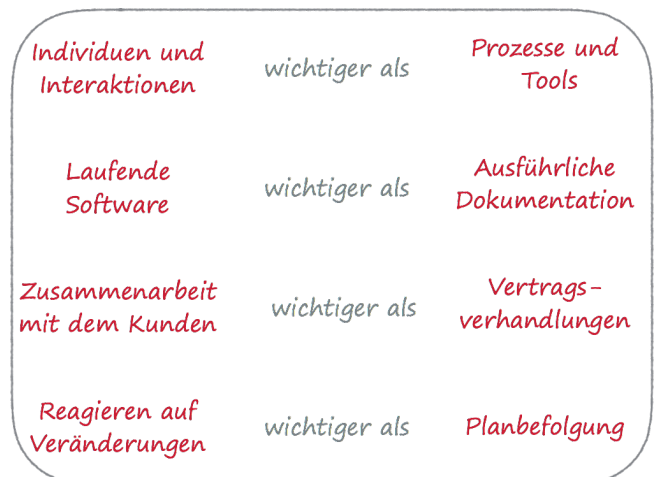 Individuen und
Interaktionen
wichtiger als
Prozesse und
Tools
Laufende
Software
wichtiger als
Ausführliche
Dokumentation
Zusammenarbeit
mit dem Kunden
wichtiger als
Vertrags-
verhandlungen
Reagieren auf
Veränderungen
wichtiger als
Planbefolgung